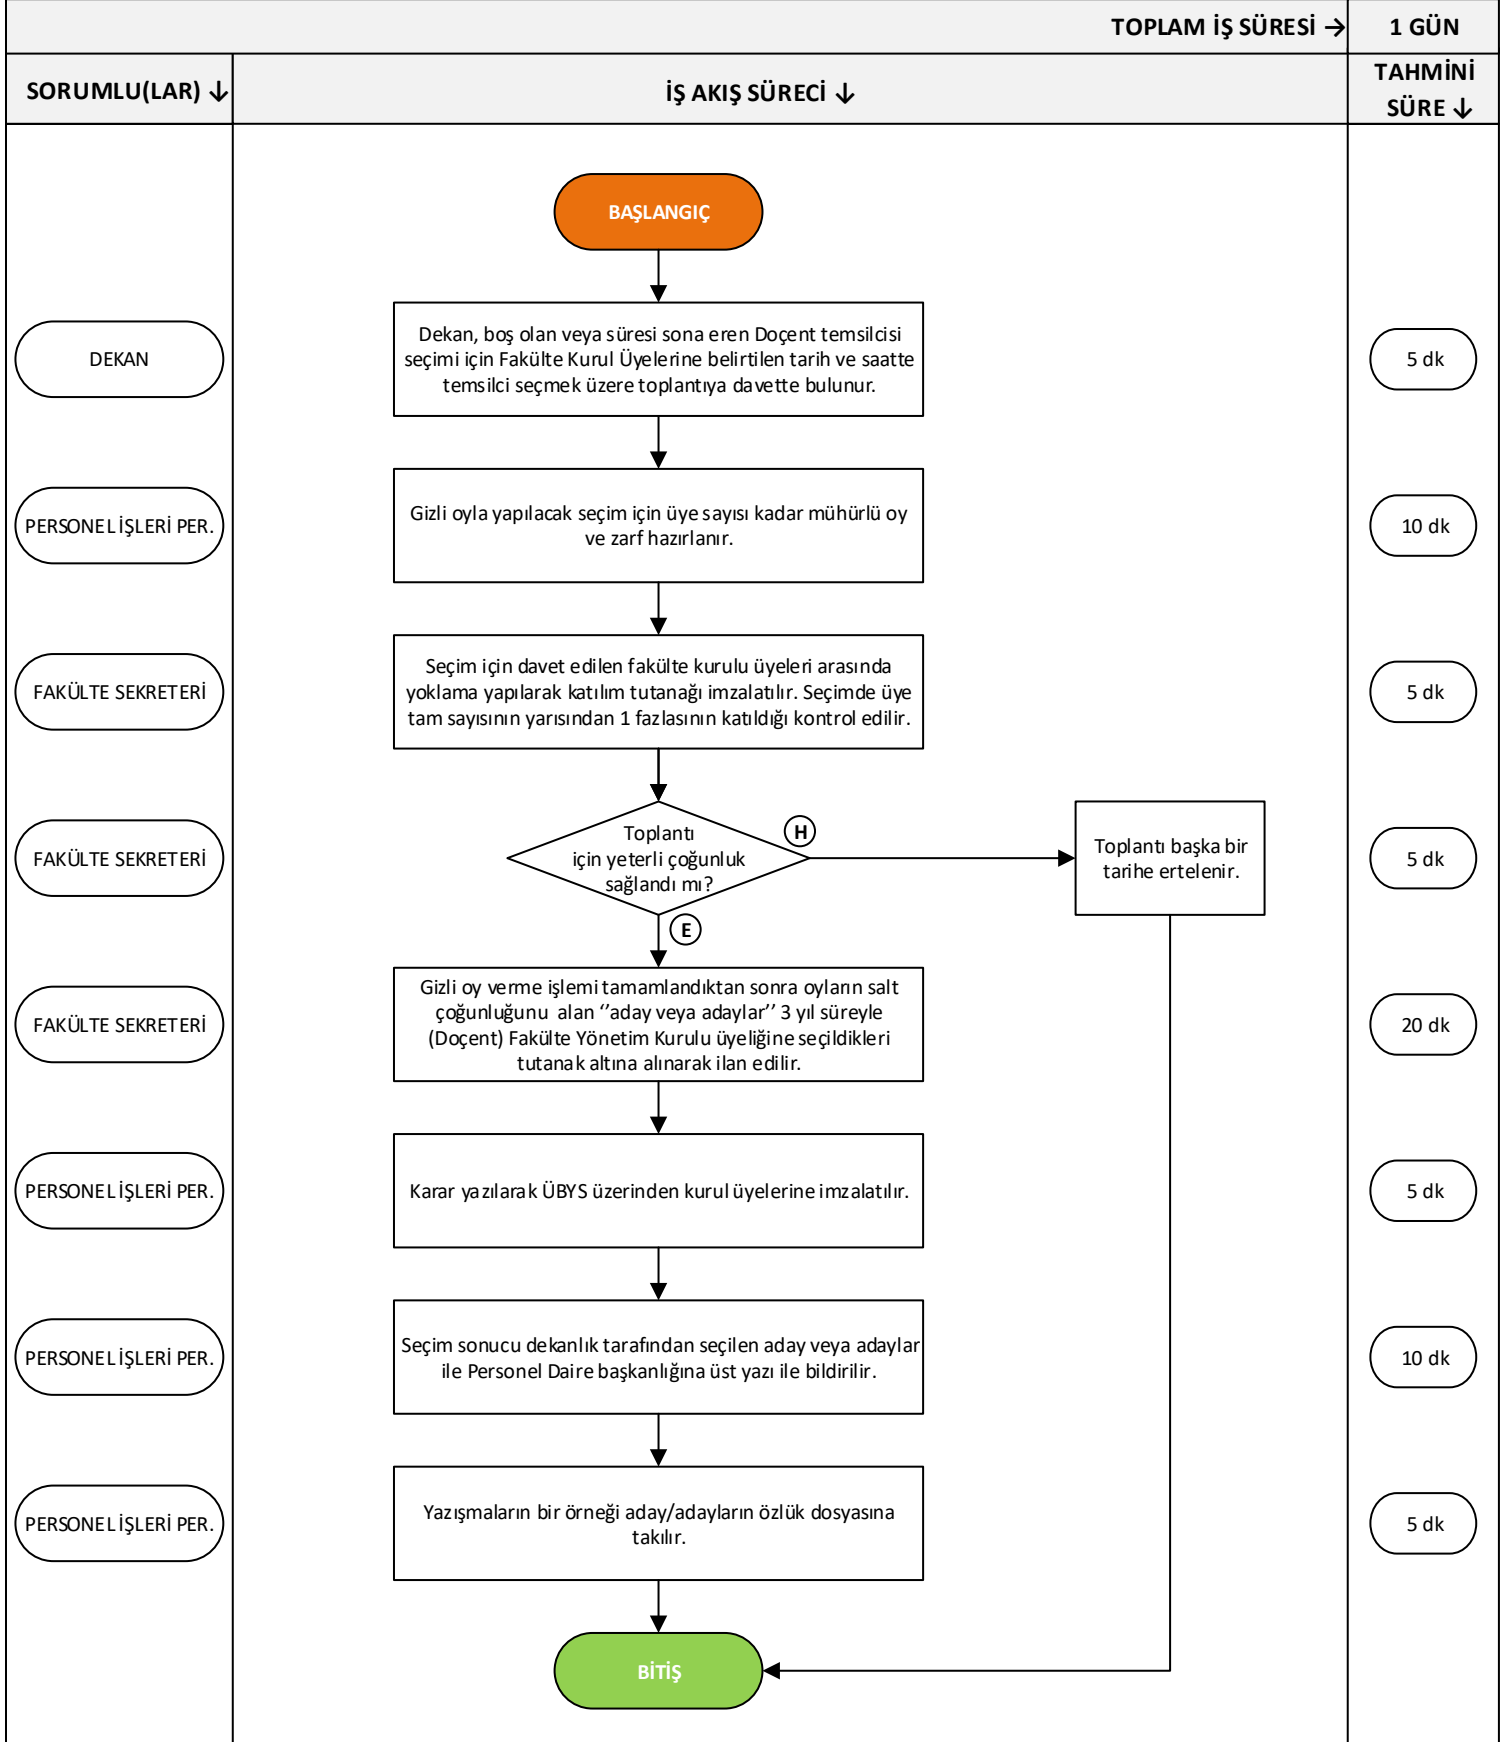 TOPLAM İŞ SÜRESİ →
1 GÜN
SORUMLU(LAR) ↓
İŞ AKIŞ SÜRECİ ↓
TAHMİNİ
SÜRE ↓
BAŞLANGIÇ
DEKAN
Dekan, boş olan veya süresi sona eren Doçent temsilcisi
seçimi için Fakülte Kurul Üyelerine belirtilen tarih ve saatte
temsilci seçmek üzere toplantıya davette bulunur.
5 dk
PERSONEL İŞLERİ PER.
Gizli oyla yapılacak seçim için üye sayısı kadar mühürlü oy
ve zarf hazırlanır.
10 dk
FAKÜLTE SEKRETERİ
Seçim için davet edilen fakülte kurulu üyeleri arasında
yoklama yapılarak katılım tutanağı imzalatılır. Seçimde üye
tam sayısının yarısından 1 fazlasının katıldığı kontrol edilir.
5 dk
FAKÜLTE SEKRETERİ
Toplantı
için yeterli çoğunluk
sağlandı mı?
H
Toplantı başka bir
tarihe ertelenir.
5 dk
E
FAKÜLTE SEKRETERİ
Gizli oy verme işlemi tamamlandıktan sonra oyların salt
çoğunluğunu alan ‘’aday veya adaylar’’ 3 yıl süreyle
(Doçent) Fakülte Yönetim Kurulu üyeliğine seçildikleri
tutanak altına alınarak ilan edilir.
20 dk
PERSONEL İŞLERİ PER.
Karar yazılarak ÜBYS üzerinden kurul üyelerine imzalatılır.
5 dk
PERSONEL İŞLERİ PER.
Seçim sonucu dekanlık tarafından seçilen aday veya adaylar
ile Personel Daire başkanlığına üst yazı ile bildirilir.
10 dk
PERSONEL İŞLERİ PER.
Yazışmaların bir örneği aday/adayların özlük dosyasına
takılır.
5 dk
BİTİŞ